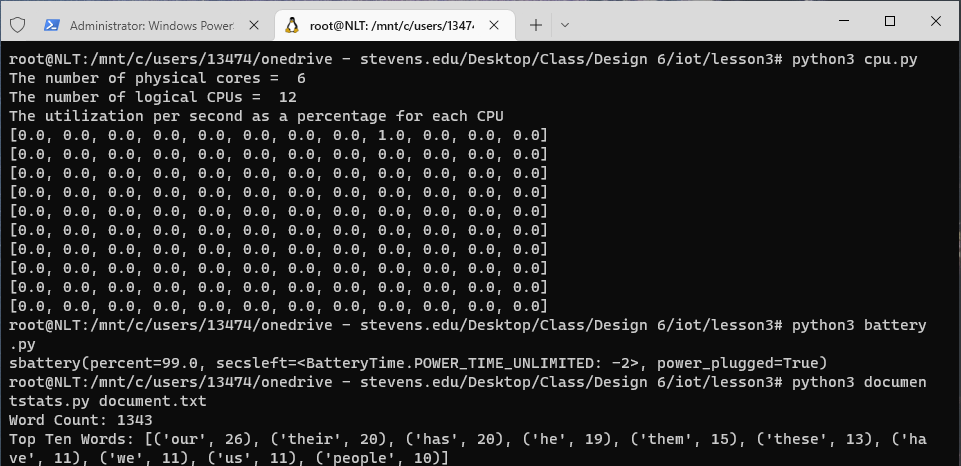 Administrator: Windows Power
root@NLT: /mnt/c/users/1347
root@NLT:/mnt/c/users/13474/onedrive - stevens.edu/Desktop/Class/Design 6/iot/lesson3# python3 cpu.py
The number of physical cores =  6
The number of logical CPUs =  12
The utilization per second as a percentage for each CPU
[0.0, 0.0, 0.0, 0.0, 0.0, 0.0, 0.0, 0.0, 1.0, 0.0, 0.0, 0.0]
[0.0, 0.0, 0.0, 0.0, 0.0, 0.0, 0.0, 0.0, 0.0, 0.0, 0.0, 0.0]
[0.0, 0.0, 0.0, 0.0, 0.0, 0.0, 0.0, 0.0, 0.0, 0.0, 0.0, 0.0]
[0.0, 0.0, 0.0, 0.0, 0.0, 0.0, 0.0, 0.0, 0.0, 0.0, 0.0, 0.0]
[0.0, 0.0, 0.0, 0.0, 0.0, 0.0, 0.0, 0.0, 0.0, 0.0, 0.0, 0.0]
[0.0, 0.0, 0.0, 0.0, 0.0, 0.0, 0.0, 0.0, 0.0, 0.0, 0.0, 0.0]
[0.0, 0.0, 0.0, 0.0, 0.0, 0.0, 0.0, 0.0, 0.0, 0.0, 0.0, 0.0]
[0.0, 0.0, 0.0, 0.0, 0.0, 0.0, 0.0, 0.0, 0.0, 0.0, 0.0, 0.0]
[0.0, 0.0, 0.0, 0.0, 0.0, 0.0, 0.0, 0.0, 0.0, 0.0, 0.0, 0.0]
[0.0, 0.0, 0.0, 0.0, 0.0, 0.0, 0.0, 0.0, 0.0, 0.0, 0.0, 0.0]
root@NLT:/mnt/c/users/13474/onedrive - stevens.edu/Desktop/Class/Design 6/iot/lesson3# python3 battery
.py
sbattery(percent=99.0, secsleft=<BatteryTime.POWER_TIME_UNLIMITED: -2>, power_plugged=True)
root@NLT:/mnt/c/users/13474/onedrive - stevens.edu/Desktop/Class/Design 6/iot/lesson3# python3 documen
tstats.py document.txt
Word Count: 1343
Top Ten Words: [('our', 26), ('their', 20), ('has', 20), ('he', 19), ('them', 15), ('these', 13), ('ha
ve', 11), ('we', 11), ('us', 11), ('people', 10)]